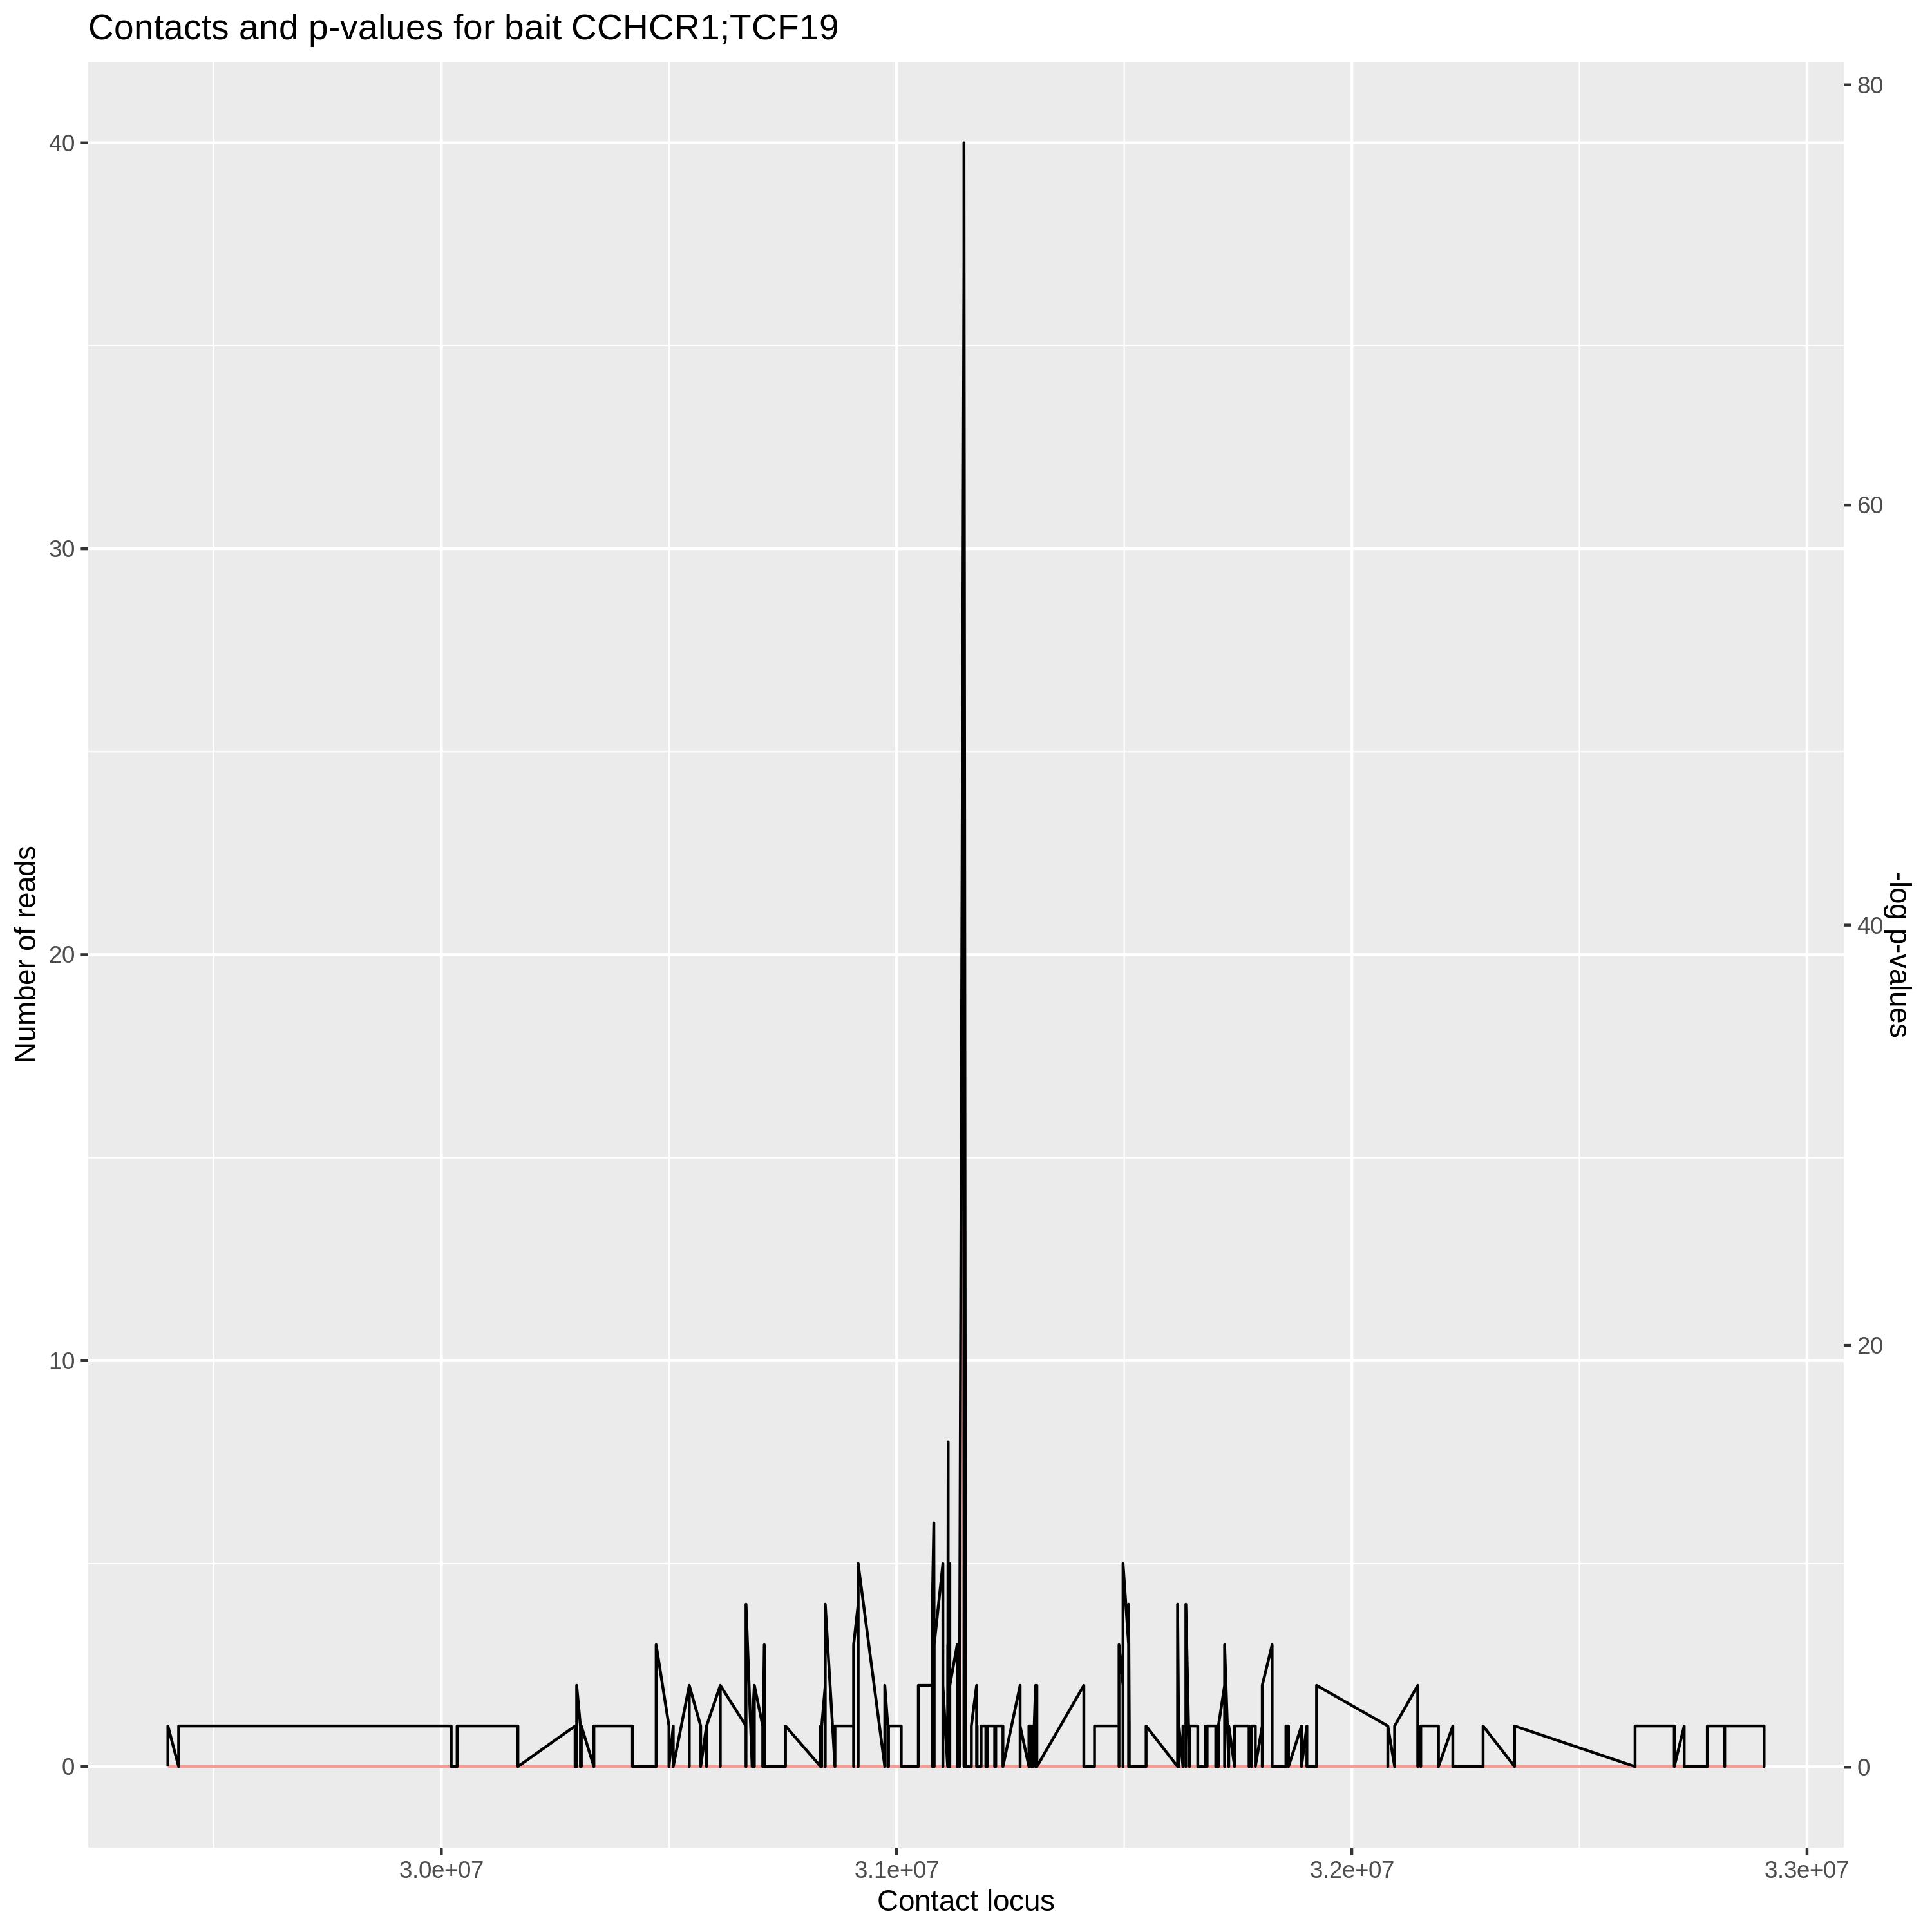 Contacts and p-values for bait CCHCR1;TCF19
40
30
20
10
0
Number of reads
80
60
40
20
0
-log p-values
3.0e+07
3.1e+07
3.2e+07
3.3e+07
Contact locus